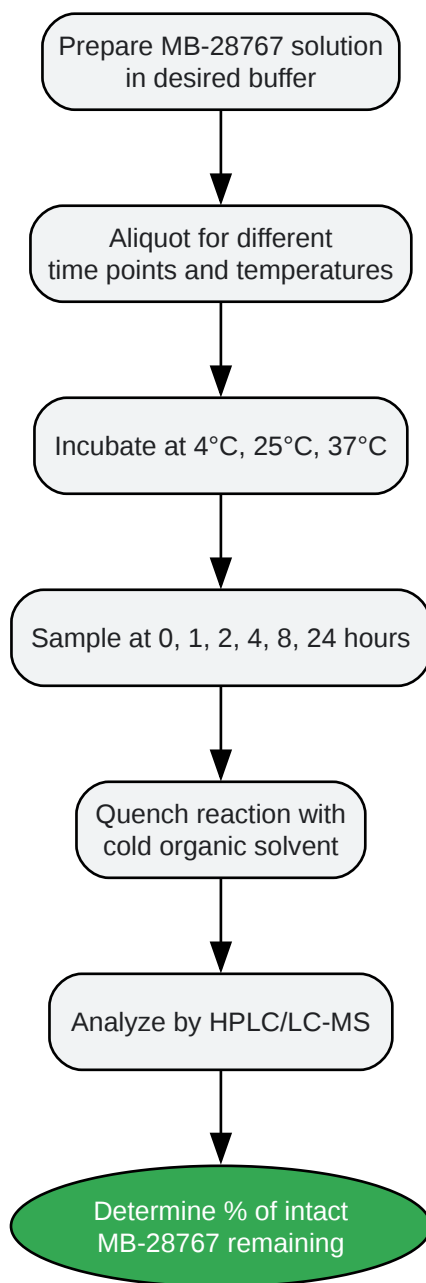 Prepare MB-28767 solution
in desired buffer
Aliquot for different
time points and temperatures
Incubate at 4°C, 25°C, 37°C
Sample at 0, 1, 2, 4, 8, 24 hours
Quench reaction with
cold organic solvent
Analyze by HPLC/LC-MS
Determine % of intact
MB-28767 remaining